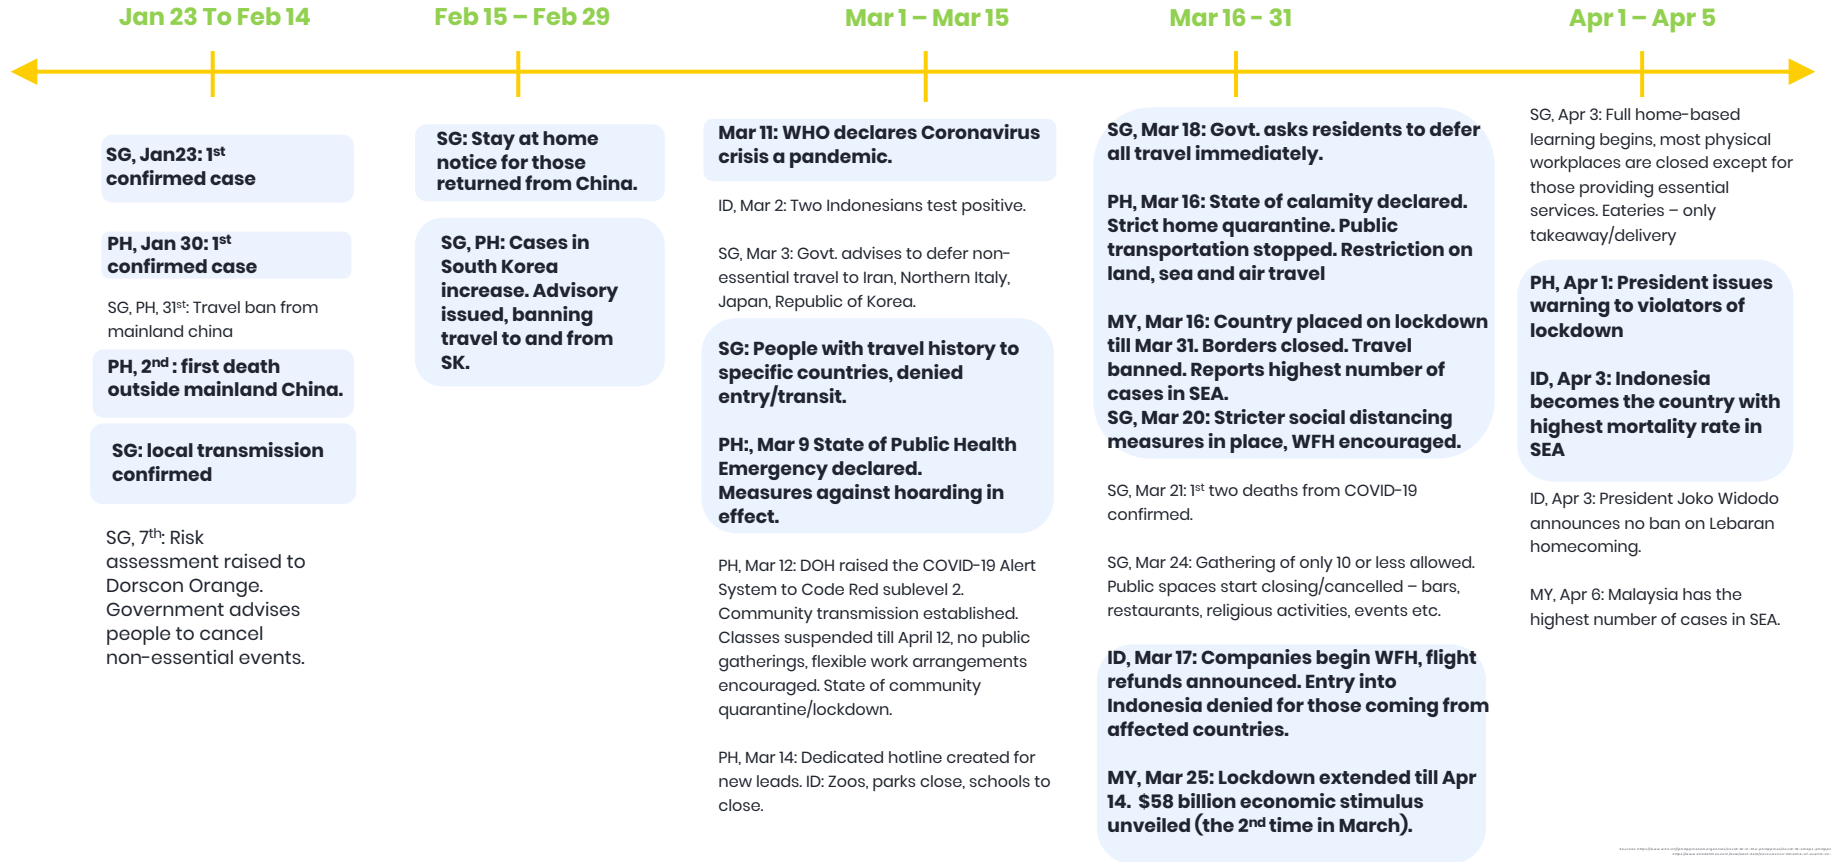 Jan 23 To Feb 14
Feb 15 – Feb 29
Mar 1 – Mar 15
Mar 16 - 31
Apr 1 – Apr 5
SG, Jan23: 1st
confirmed case
PH, Jan 30: 1st
confirmed case
SG, PH, 31st: Travel ban from
mainland china
PH, 2nd : first death
outside mainland China.
SG: local transmission
confirmed
SG, 7th: Risk
assessment raised to
Dorscon Orange.
Government advises
people to cancel
non-essential events.
SG: Stay at home
notice for those
returned from China.
SG, PH: Cases in
South Korea
increase. Advisory
issued, banning
travel to and from
SK.
Mar 11: WHO declares Coronavirus
crisis a pandemic.
ID, Mar 2: Two Indonesians test positive.
SG, Mar 3: Govt. advises to defer non-
essential travel to Iran, Northern Italy,
Japan, Republic of Korea.
SG: People with travel history to
specific countries, denied
entry/transit.
PH:, Mar 9 State of Public Health
Emergency declared.
Measures against hoarding in
effect.
PH, Mar 12: DOH raised the COVID-19 Alert
System to Code Red sublevel 2.
Community transmission established.
Classes suspended till April 12, no public
gatherings, flexible work arrangements
encouraged. State of community
quarantine/lockdown.
PH, Mar 14: Dedicated hotline created for
new leads. ID: Zoos, parks close, schools to
close.
SG, Mar 18: Govt. asks residents to defer
all travel immediately.
PH, Mar 16: State of calamity declared.
Strict home quarantine. Public
transportation stopped. Restriction on
land, sea and air travel
MY, Mar 16: Country placed on lockdown
till Mar 31. Borders closed. Travel
banned. Reports highest number of
cases in SEA.
SG, Mar 20: Stricter social distancing
measures in place, WFH encouraged.
SG, Mar 21: 1st two deaths from COVID-19
confirmed.
SG, Mar 24: Gathering of only 10 or less allowed.
Public spaces start closing/cancelled – bars,
restaurants, religious activities, events etc.
ID, Mar 17: Companies begin WFH, flight
refunds announced. Entry into
Indonesia denied for those coming from
affected countries.
MY, Mar 25: Lockdown extended till Apr
14. $58 billion economic stimulus
unveiled (the 2nd time in March).
SG, Apr 3: Full home-based
learning begins, most physical
workplaces are closed except for
those providing essential
services. Eateries – only
takeaway/delivery
PH, Apr 1: President issues
warning to violators of
lockdown
ID, Apr 3: Indonesia
becomes the country with
highest mortality rate in
SEA
ID, Apr 3: President Joko Widodo
announces no ban on Lebaran
homecoming.
MY, Apr 6: Malaysia has the
highest number of cases in SEA.